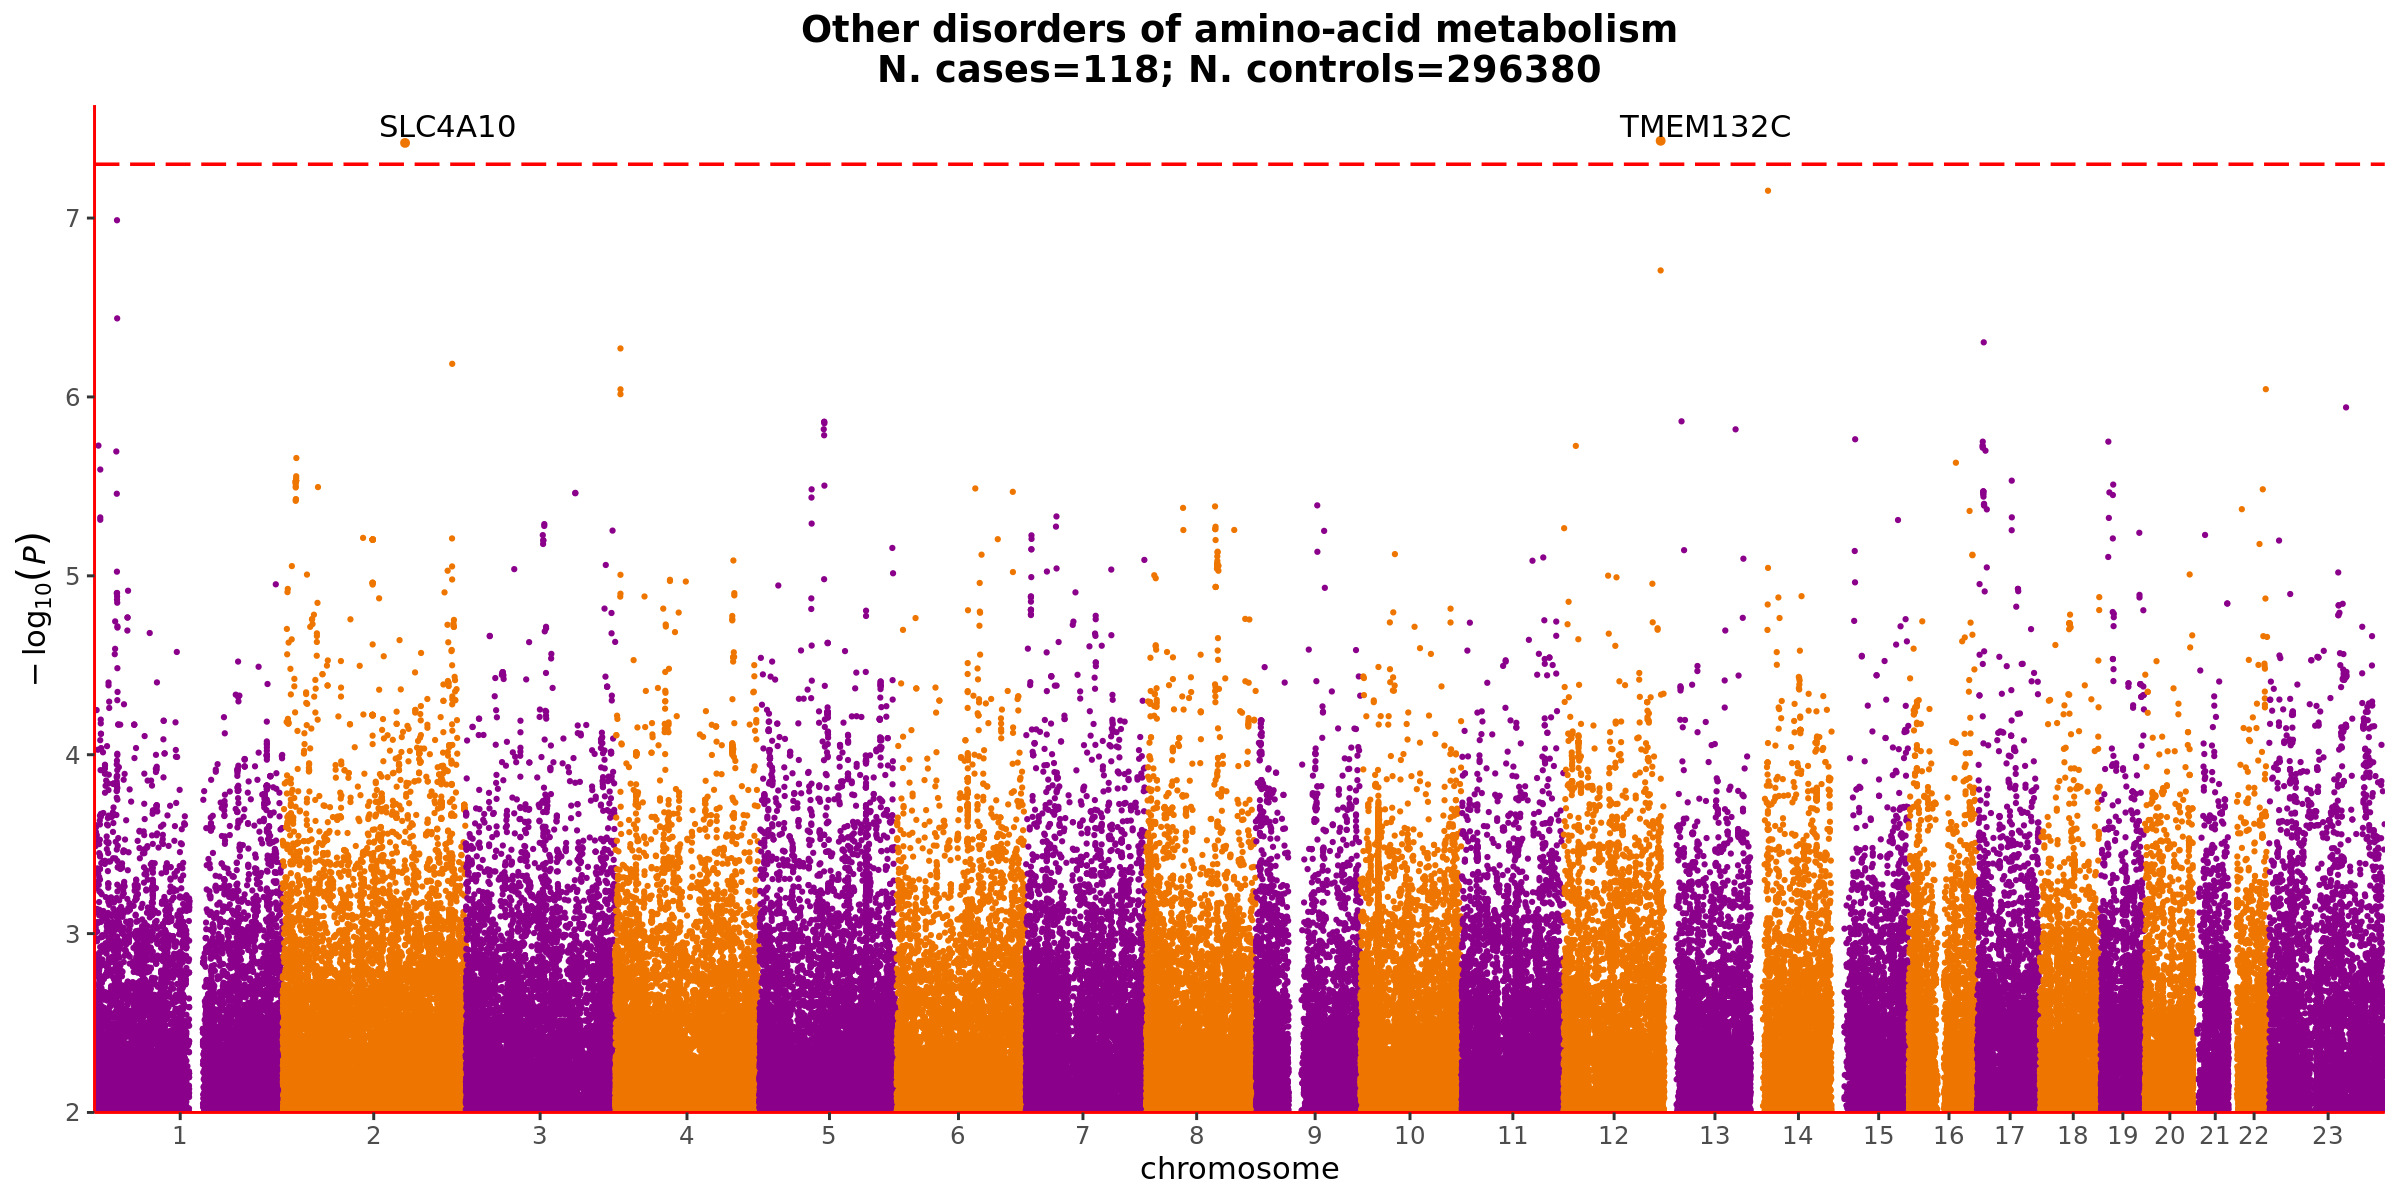 Other disorders of amino-acid metabolism
N. cases=118; N. controls=296380
SLC4A10 TMEM132C
7
6
5
4
3
2
− log10(P)
1 2 3 4 5 6 7 8 9 10 11 12 13 14 15 16 17 18 19 20 21 22 23
chromosome